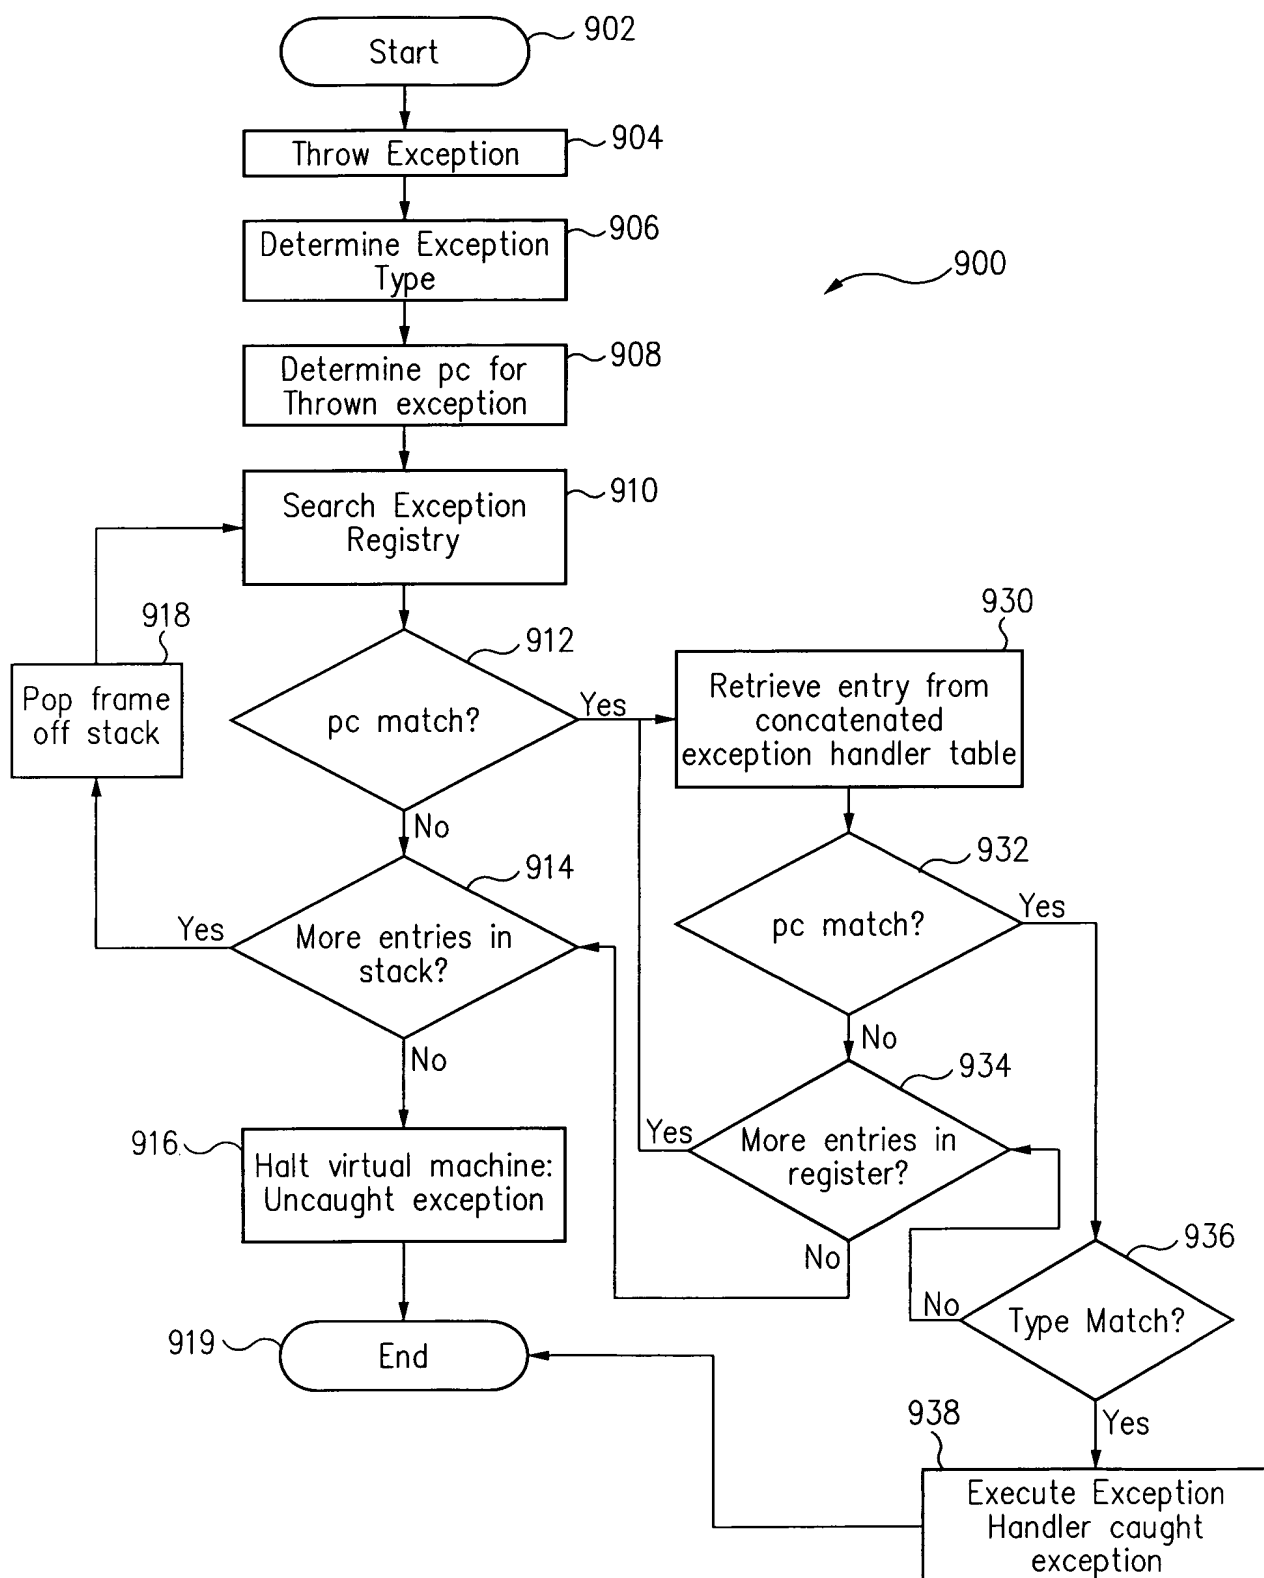 Start
902
Throw Exception
904
Determine Exception
Type
906
900
Determine pc for
Thrown exception
908
Search Exception
Registry
910
918
Pop frame
off stack
912
pc match?
Yes
No
930
Retrieve entry from
concatenated
exception handler table
914
More entries in
stack?
Yes
No
932
pc match?
Yes
No
934
More entries in
register?
Yes
No
916
Halt virtual machine:
Uncaught exception
936
Type Match?
No
Yes
919
End
938
Execute Exception
Handler caught
exception